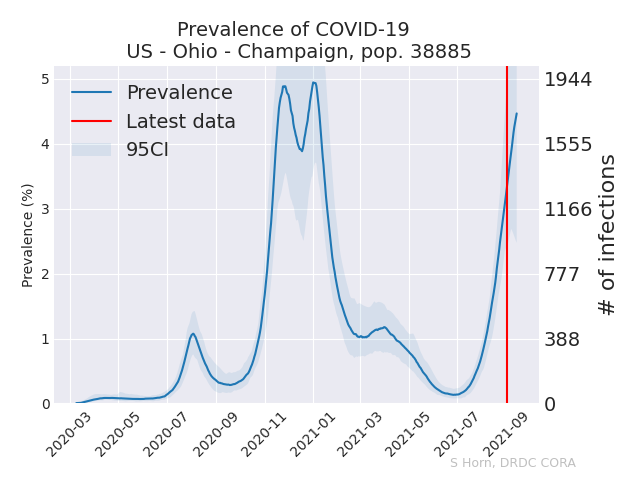 Prevalence of COVID-19
US - Ohio - Champaign, pop. 38885
Prevalence
Latest data
95CI
Prevalence (%)
5
4
3
2
1
0
1944
1555
1166
777
388
0
# of infections
2020-03
2020-05
2020-07
2020-09
2020-11
2021-01
2021-03
2021-05
2021-07
2021-09
S Horn, DRDC CORA